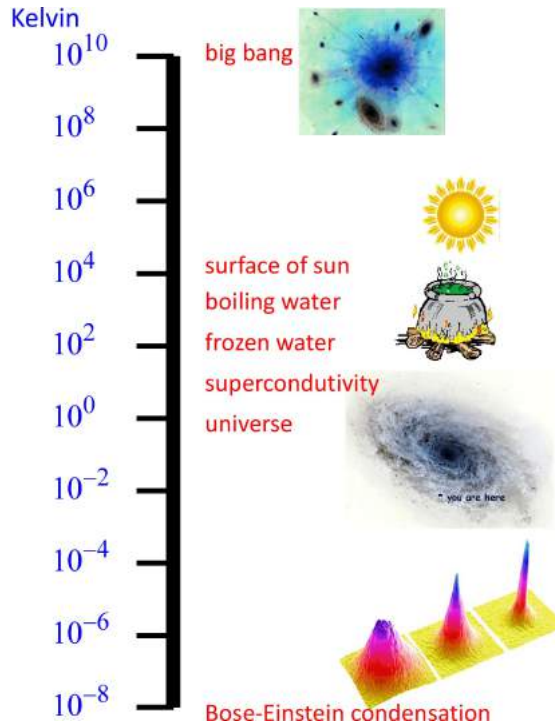 Kelvin
10^10 big bang
10^8
10^6
10^4 surface of sun
boiling water
10^2 frozen water
supercondutivity
10^0 universe
10^-2 " you are here
10^-4
10^-6
10^-8 Bose-Einstein condensation